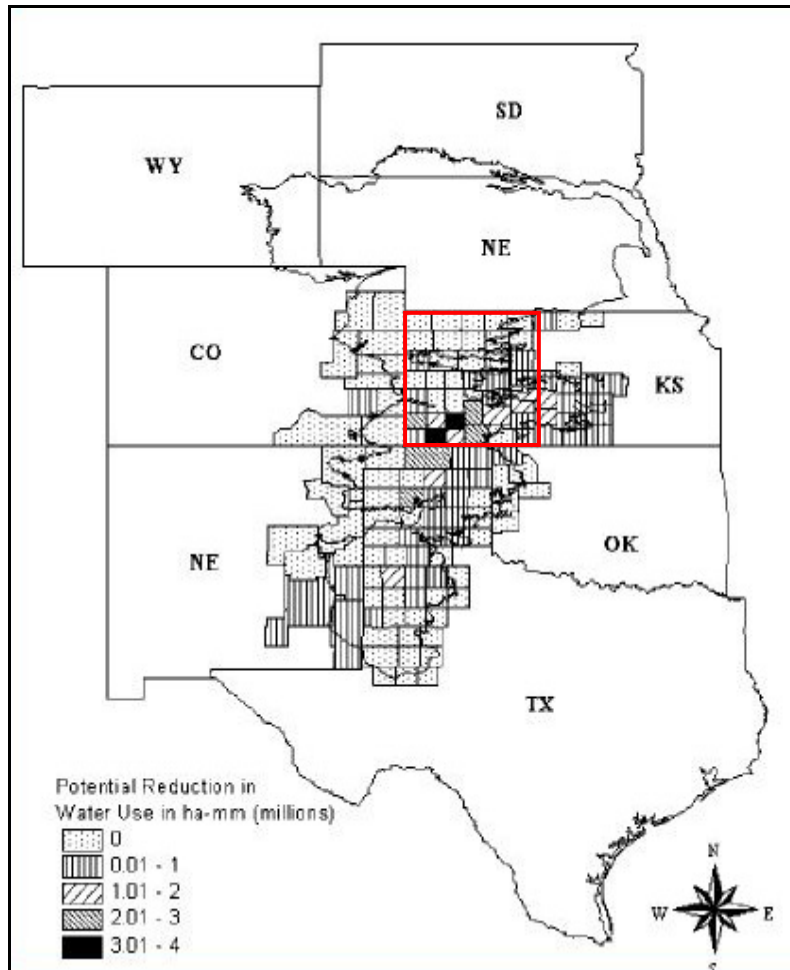 SD
WY
NE
CO
KS
NE
OK
TX
Potential Reduction in
Water Use in ha-mm (millions)
0
0.01 - 1
1.01 - 2
2.01 - 3
3.01 - 4
N
W E
S